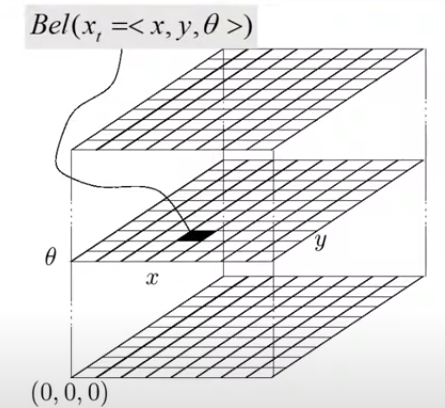 Bel(x_t =< x, y, θ >)
θ
y
x
(0, 0, 0)